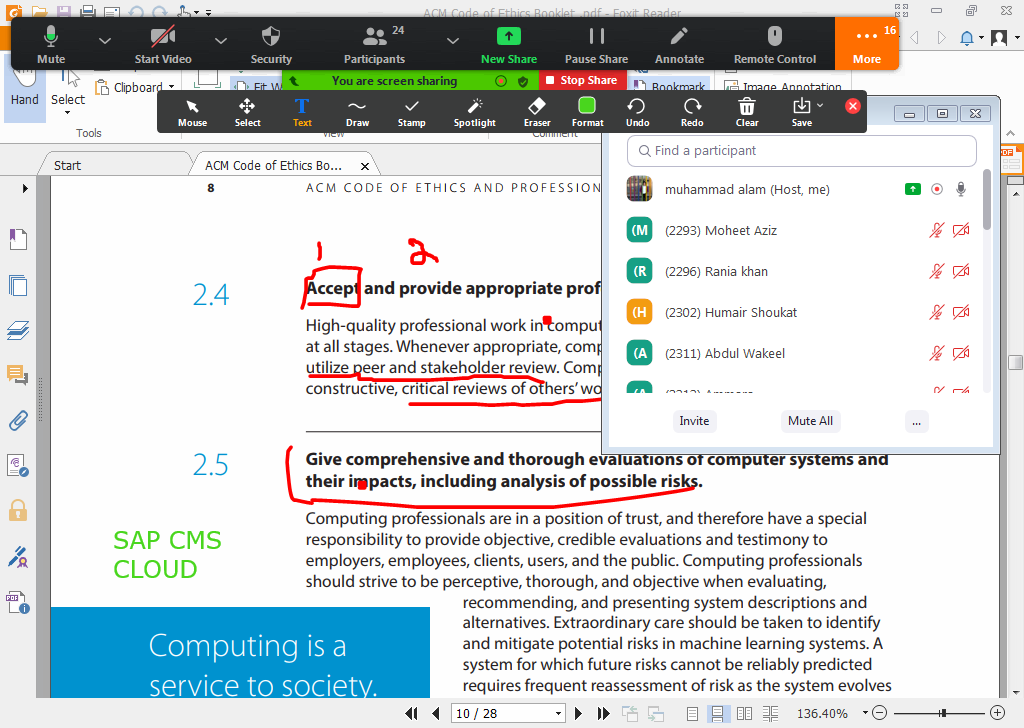 ACM Code of Ethics Booklet .pdf - Foxit Reader
Mute
Start Video
Security
24
Participants
New Share
Pause Share
Annotate
Remote Control
16
More
You are screen sharing
Stop Share
Hand
Select
Clipboard
Fit W
Bookmark
Image Annotation
Tools
View
Comment
Mouse
Select
T
Text
Draw
Stamp
Spotlight
Eraser
Format
Undo
Redo
Clear
Save
Start
ACM Code of Ethics Boo...
Find a participant
muhammad alam (Host, me)
(M
(2293) Moheet Aziz
(R
(2296) Rania khan
(H
(2302) Humair Shoukat
(A
(2311) Abdul Wakeel
Invite
Mute All
...
8
ACM CODE OF ETHICS AND PROFESSION
1
2
2.4
Accept and provide appropriate prof
High-quality professional work in comput
at all stages. Whenever appropriate, comp
utilize peer and stakeholder review. Comp
constructive, critical reviews of others' wo
2.5
Give comprehensive and thorough evaluations of computer systems and
their impacts, including analysis of possible risks.
Computing professionals are in a position of trust, and therefore have a special
responsibility to provide objective, credible evaluations and testimony to
employers, employees, clients, users, and the public. Computing professionals
should strive to be perceptive, thorough, and objective when evaluating,
recommending, and presenting system descriptions and
alternatives. Extraordinary care should be taken to identify
and mitigate potential risks in machine learning systems. A
system for which future risks cannot be reliably predicted
requires frequent reassessment of risk as the system evolves
SAP CMS
CLOUD
Computing is a
service to society.
10 / 28
136.40%